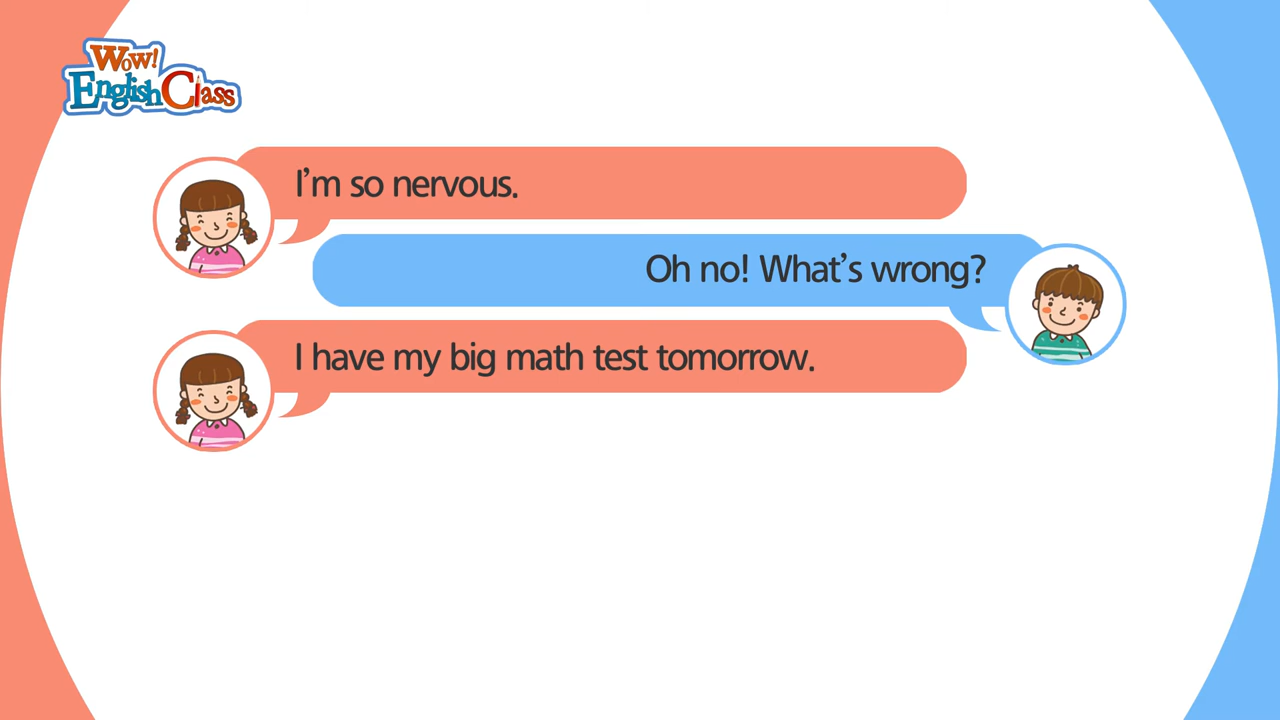 Wow!
English Class
I'm so nervous.
Oh no! What's wrong?
I have my big math test tomorrow.